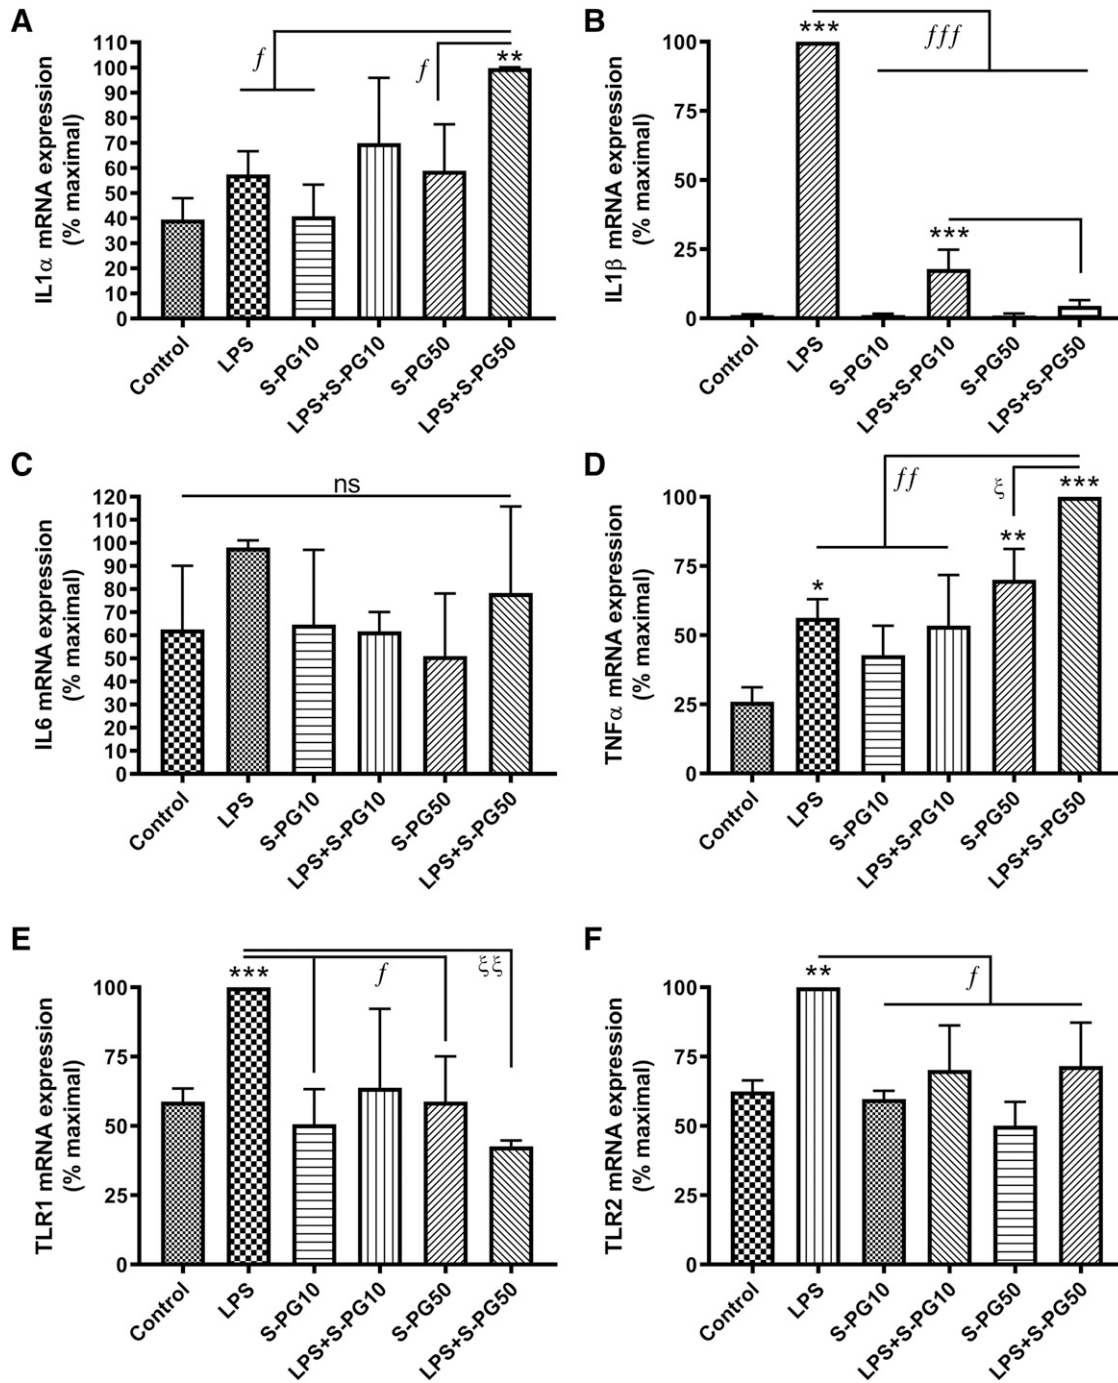 A
IL1α mRNA expression
(% maximal)
110
100
90
80
70
60
50
40
30
20
10
0
f
f
**
Control
LPS
S-PG10
LPS+S-PG10
S-PG50
LPS+S-PG50
B
IL1β mRNA expression
(% maximal)
100
75
50
25
0
***
fff
***
Control
LPS
S-PG10
LPS+S-PG10
S-PG50
LPS+S-PG50
C
IL6 mRNA expression
(% maximal)
120
110
100
90
80
70
60
50
40
30
20
10
0
ns
Control
LPS
S-PG10
LPS+S-PG10
S-PG50
LPS+S-PG50
D
TNFα mRNA expression
(% maximal)
100
75
50
25
0
*
ff
ξ
**
***
Control
LPS
S-PG10
LPS+S-PG10
S-PG50
LPS+S-PG50
E
TLR1 mRNA expression
(% maximal)
100
75
50
25
0
***
f
ξξ
Control
LPS
S-PG10
LPS+S-PG10
S-PG50
LPS+S-PG50
F
TLR2 mRNA expression
(% maximal)
100
75
50
25
0
**
f
Control
LPS
S-PG10
LPS+S-PG10
S-PG50
LPS+S-PG50